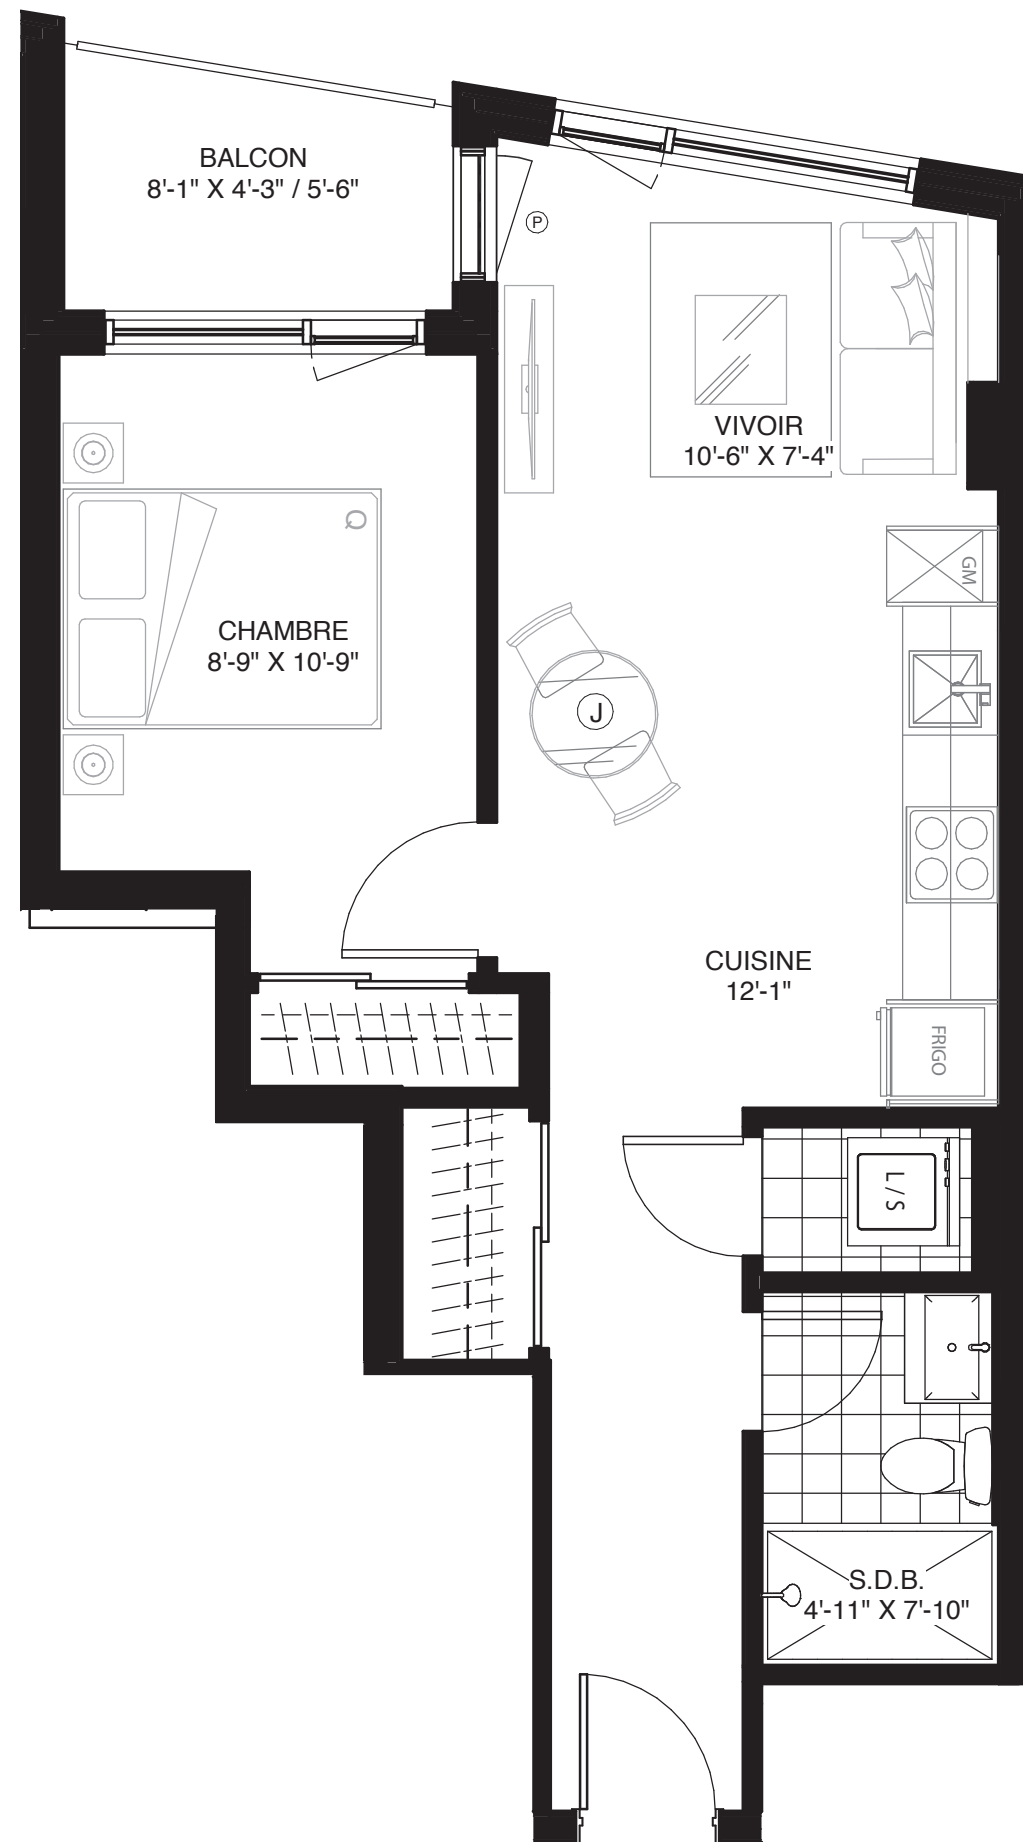 BALCON
8'-1" X 4'-3" / 5'-6"
P
VIVOIR
10'-6" X 7'-4"
Q
GM
CHAMBRE
8'-9" X 10'-9"
J
CUISINE
12'-1"
FRIGO
L / S
S.D.B.
4'-11" X 7'-10"